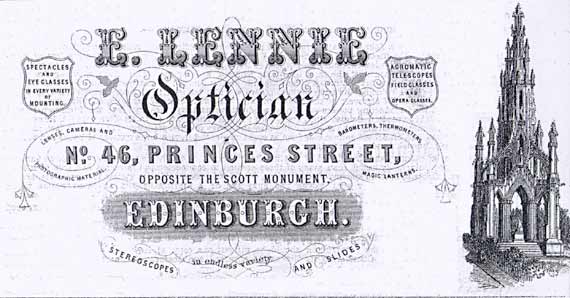 E. LENNIE
SPECTACLES
AND
EYE GLASSES
IN EVERY VARIETY
OF
MOUNTING.
ACROMATIC
TELESCOPES
FIELD GLASSES
AND
OPERA GLASSES.
Optician
LENSES, CAMERAS AND
PHOTOGRAPHIC MATERIAL.
No. 46, PRINCES STREET,
BAROMETERS, THERMOMETERS,
MAGIC LANTERNS.
OPPOSITE THE SCOTT MONUMENT.
EDINBURGH.
STEREOSCOPES in endless variety AND SLIDES.